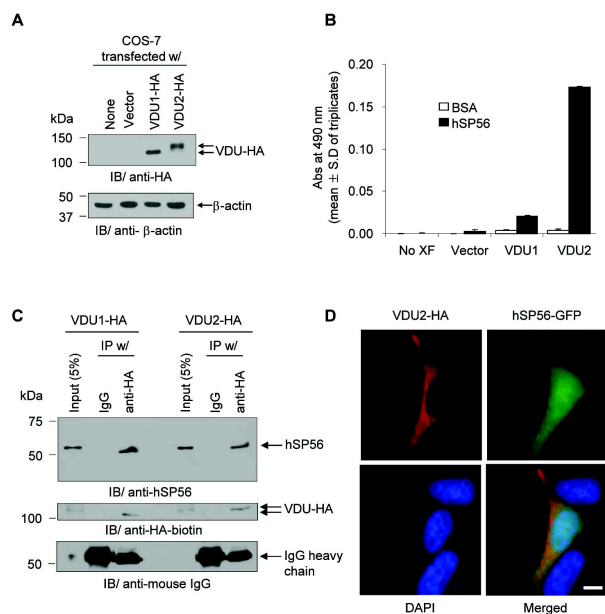 A
COS-7
transfected w/
None
Vector
VDU1-HA
VDU2-HA
kDa
150
100
VDU-HA
IB/ anti-HA
50
37
β-actin
IB/ anti- β-actin
B
Abs at 490 nm
(mean ± S.D of triplicates)
0.20
0.15
0.10
0.05
0.00
BSA
hSP56
No XF
Vector
VDU1
VDU2
C
VDU1-HA
VDU2-HA
IP w/
IP w/
Input (5%)
IgG
anti-HA
Input (5%)
IgG
anti-HA
kDa
75
50
hSP56
IB/ anti-hSP56
100
VDU-HA
IB/ anti-HA-biotin
50
IgG heavy
chain
IB/ anti-mouse IgG
D
VDU2-HA
hSP56-GFP
DAPI
Merged